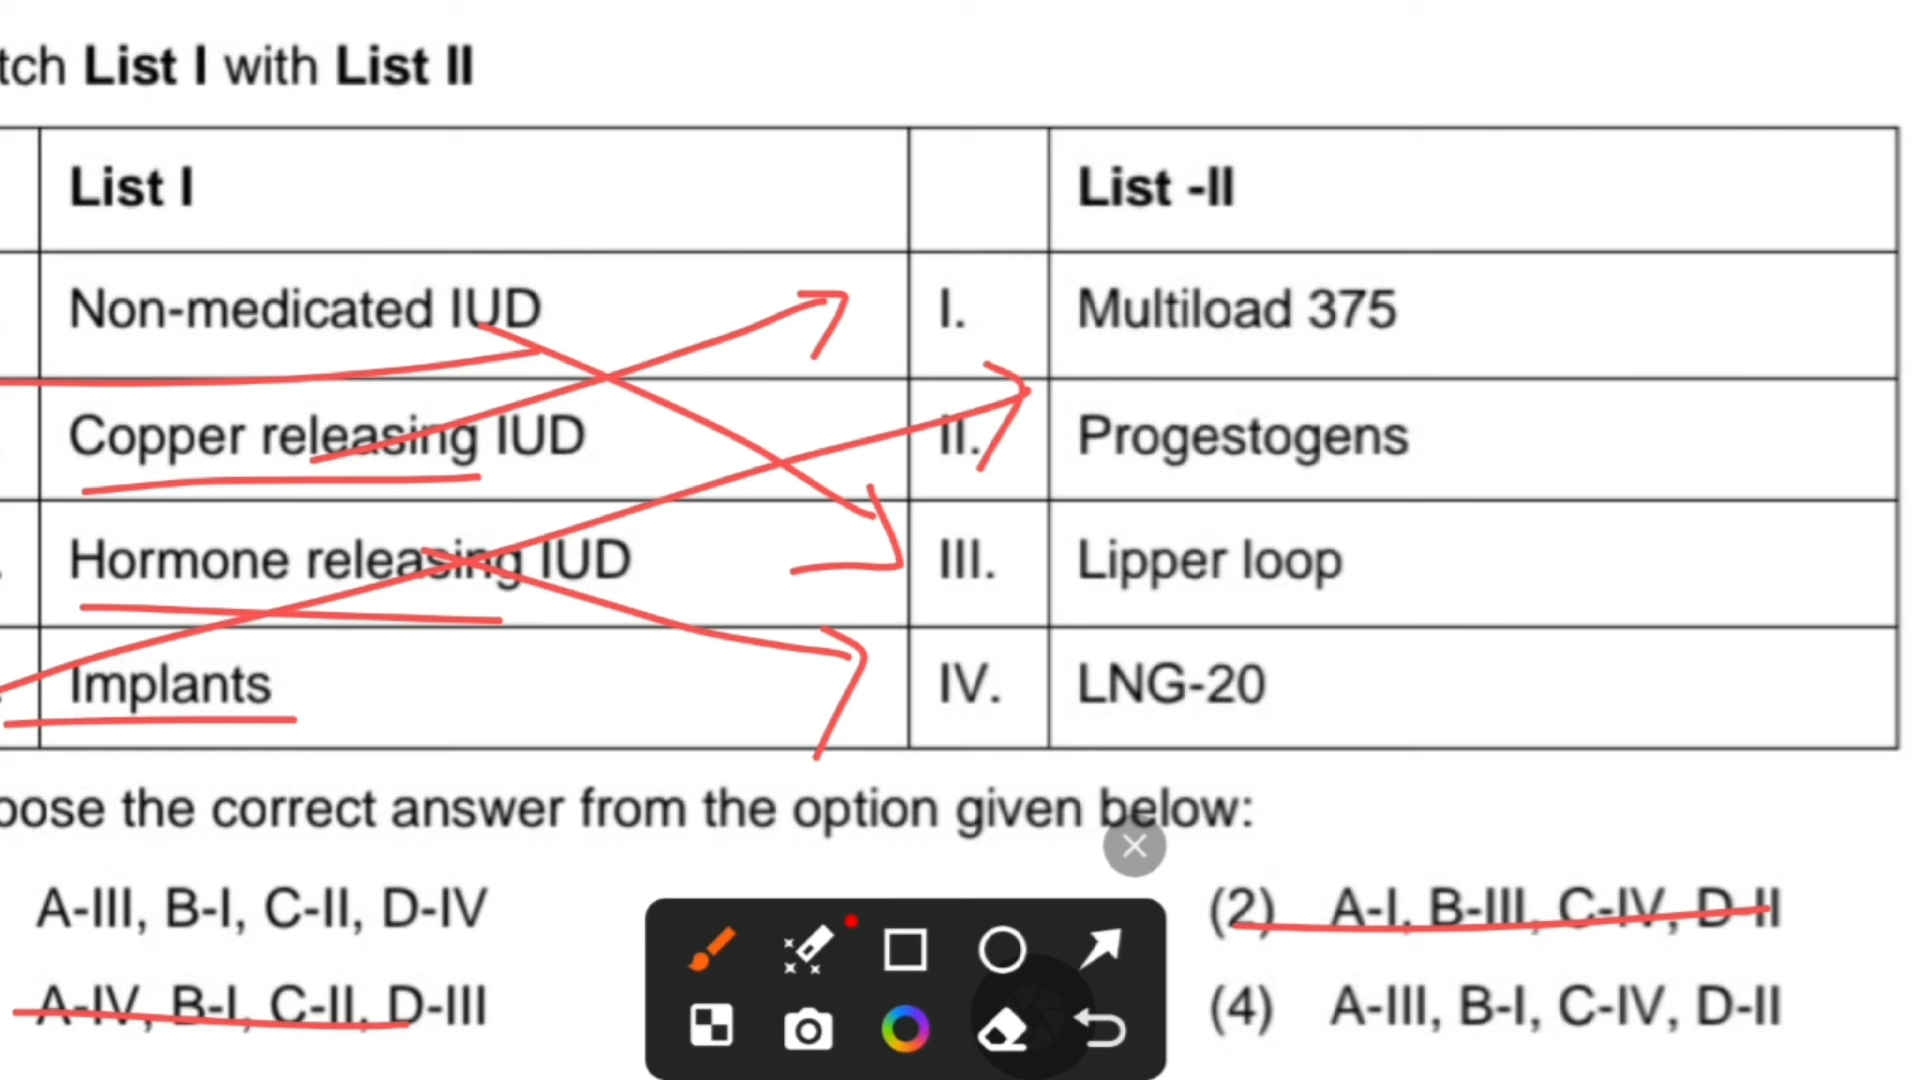 tch List I with List II
List I List -II
Non-medicated IUD I. Multiload 375
Copper releasing IUD II. Progestogens
Hormone releasing IUD III. Lipper loop
Implants IV. LNG-20
oose the correct answer from the option given below:
A-III, B-I, C-II, D-IV (2) A-I, B-III, C-IV, D-II
A-IV, B-I, C-II, D-III (4) A-III, B-I, C-IV, D-II